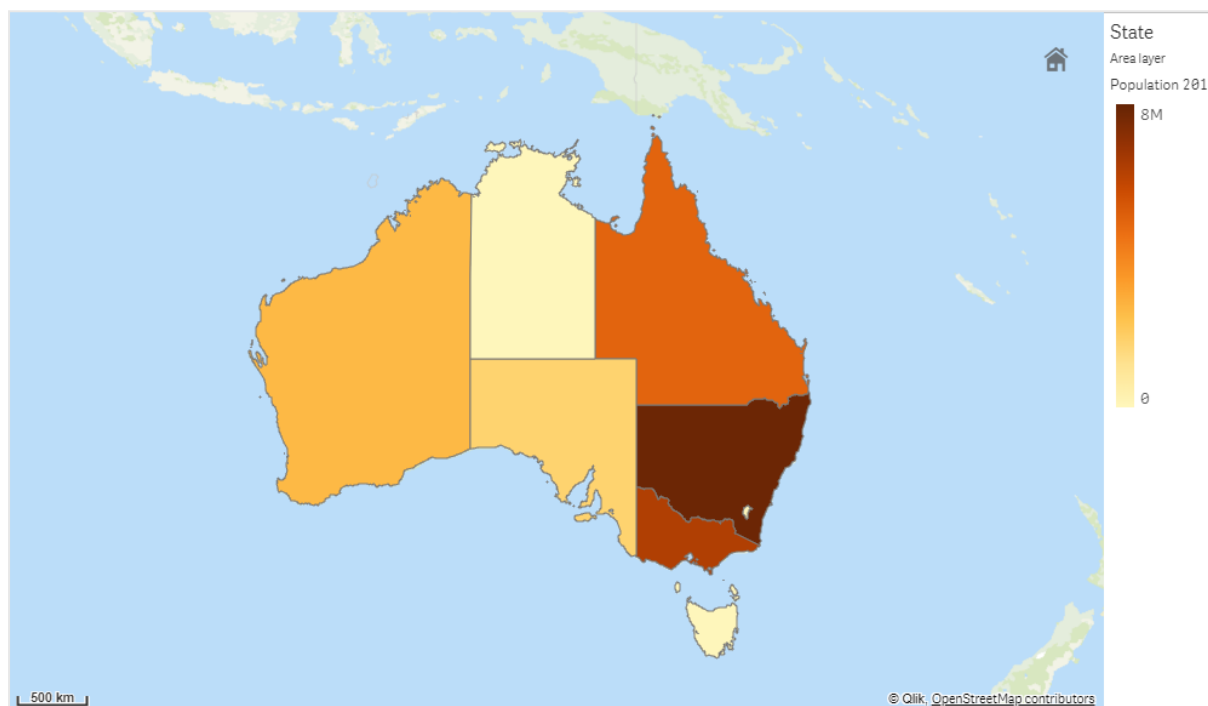 State
Area layer
Population 201
8M
0
500 km
© Qlik, OpenStreetMap contributors